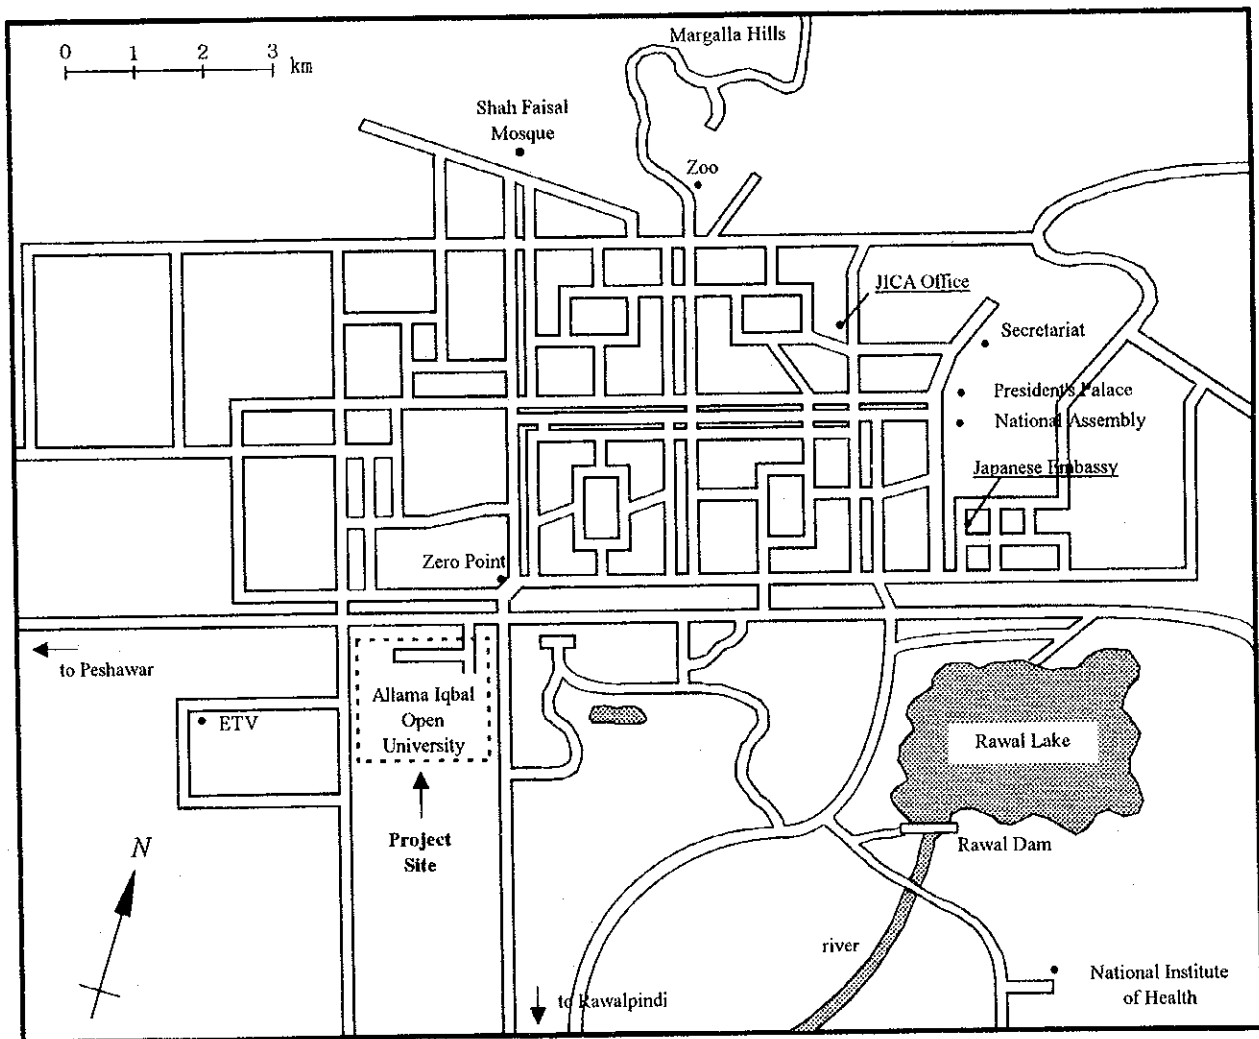 Margalla Hills
0 1 2 3 km
Shah Faisal
Mosque
Zoo
JICA Office
Secretariat
President's Palace
National Assembly
Japanese Embassy
Zero Point
to Peshawar
Allama Iqbal
Open
University
ETV
Rawal Lake
Project
Site
Rawal Dam
N
river
National Institute
of Health
to Rawalpindi